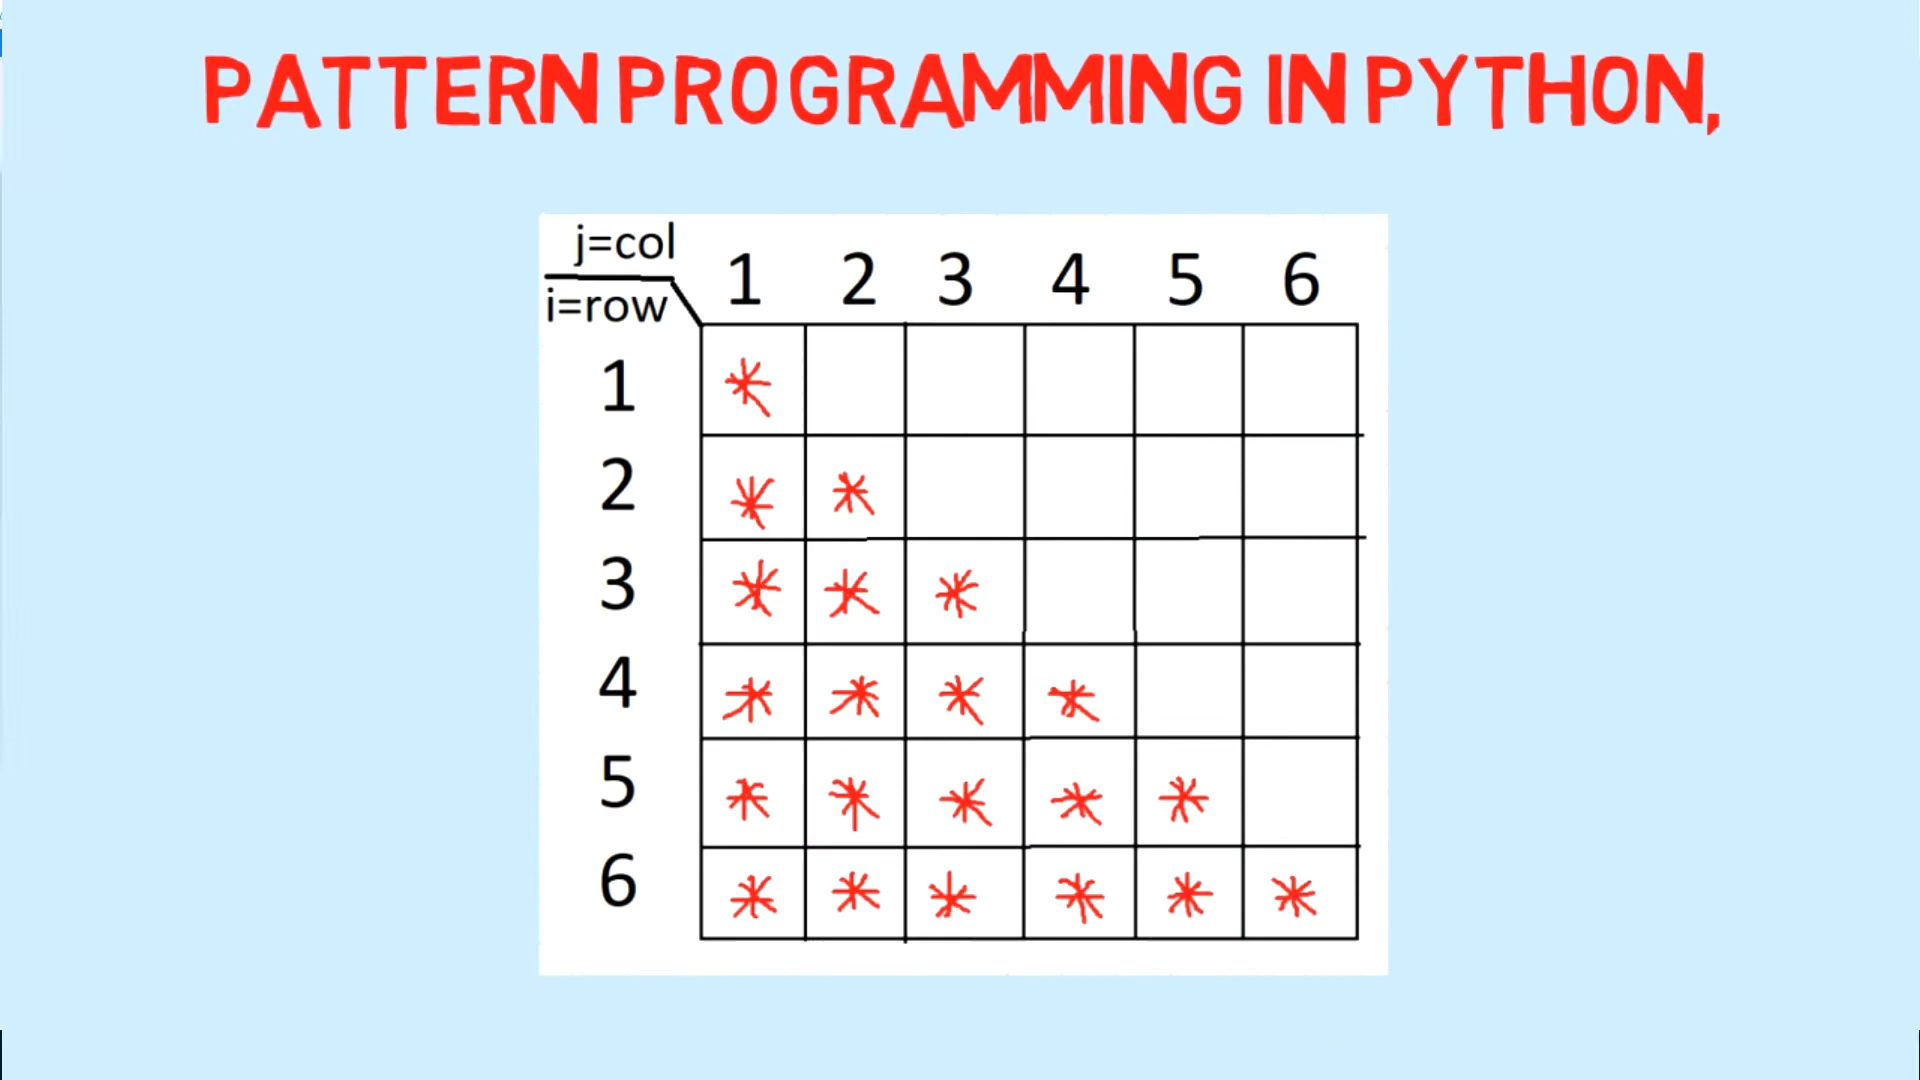 PATTERN PROGRAMMING IN PYTHON,
j=col 1 2 3 4 5 6
i=row
1 *
2 * *
3 * * *
4 * * * *
5 * * * * *
6 * * * * * *